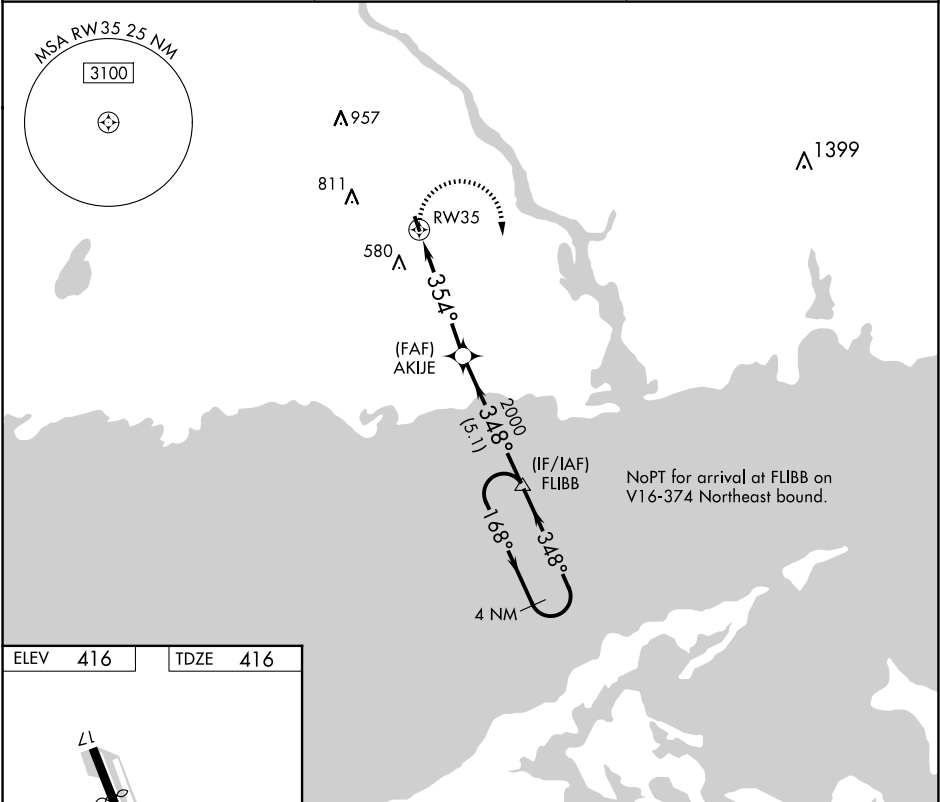 MSA RW35 25 NM
3100
957
1399
811
RW35
580
354°
(FAF)
AKIJE
2000
348°
(5.1)
(IF/IAF)
FLIBB
NoPT for arrival at FLIBB on
V16-374 Northeast bound.
168°
348°
4 NM
ELEV 416
TDZE 416
17